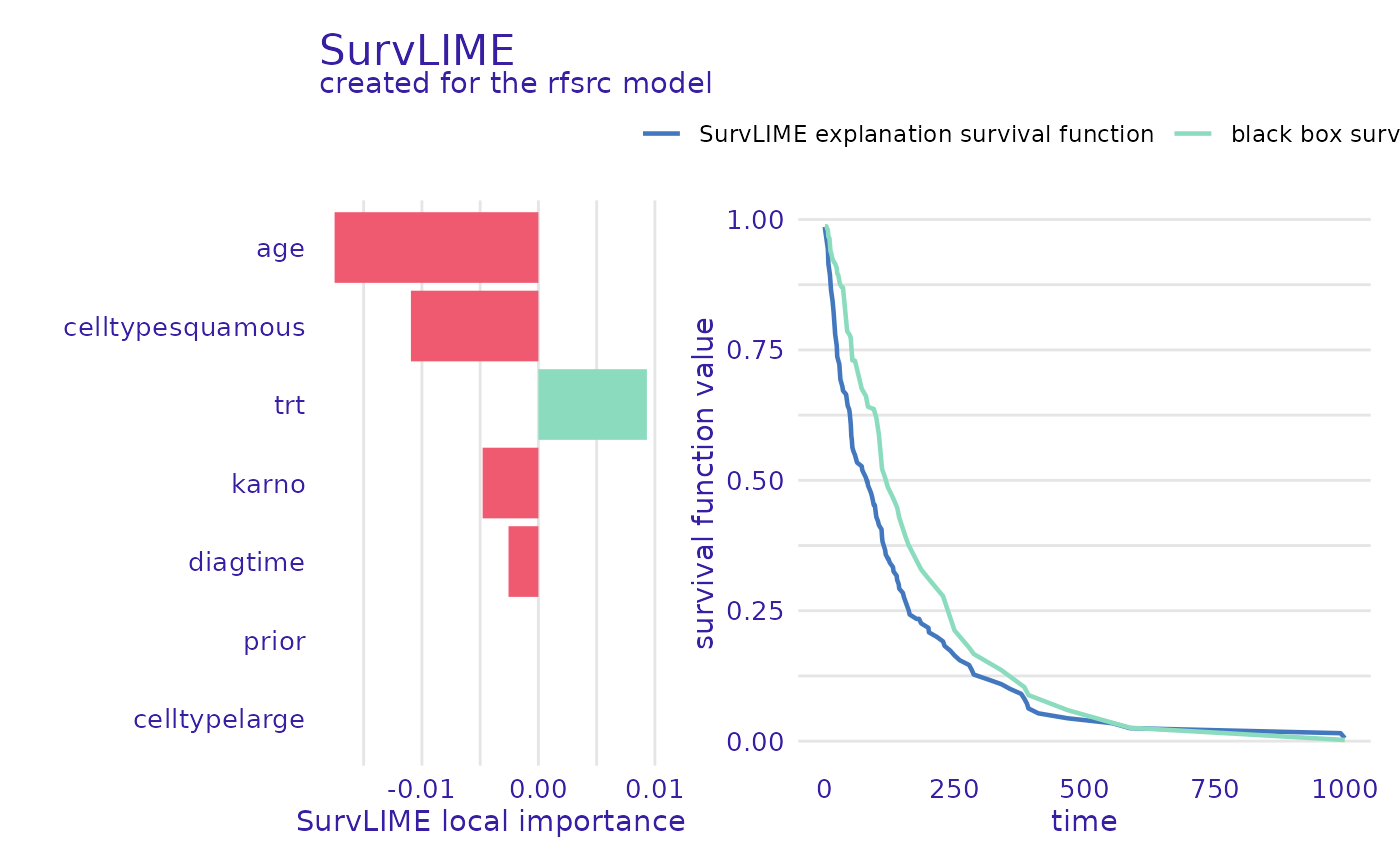 SurvLIME
created for the rfsrc model
SurvLIME explanation survival function
black box surv
age
celltypesquamous
trt
karno
diagtime
prior
celltypelarge
-0.01 0.00 0.01
SurvLIME local importance
survival function value
1.00
0.75
0.50
0.25
0.00
0 250 500 750 1000
time